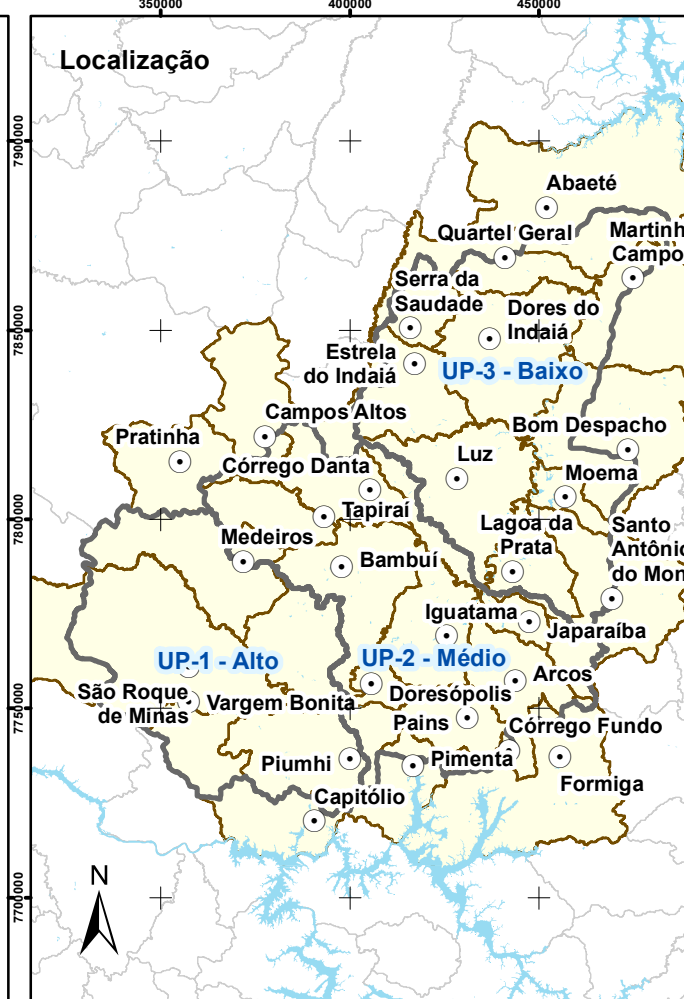 350000
400000
450000
Localização
7900000
Abaeté
Quartel Geral
Martinh
Campo
Serra da
Saudade
Dores do
Indaiá
7850000
Estrela
do Indaiá
UP-3 - Baixo
Campos Altos
Pratinha
Bom Despacho
Luz
Córrego Danta
Moema
Tapiraí
7800000
Lagoa da
Prata
Santo
Antônio
do Mon
Medeiros
Bambuí
Iguatama
Japaraíba
UP-1 - Alto
UP-2 - Médio
Arcos
São Roque
de Minas
Vargem Bonita
Doresópolis
7750000
Pains
Córrego Fundo
Piumhi
Pimenta
Formiga
Capitólio
7700000
N